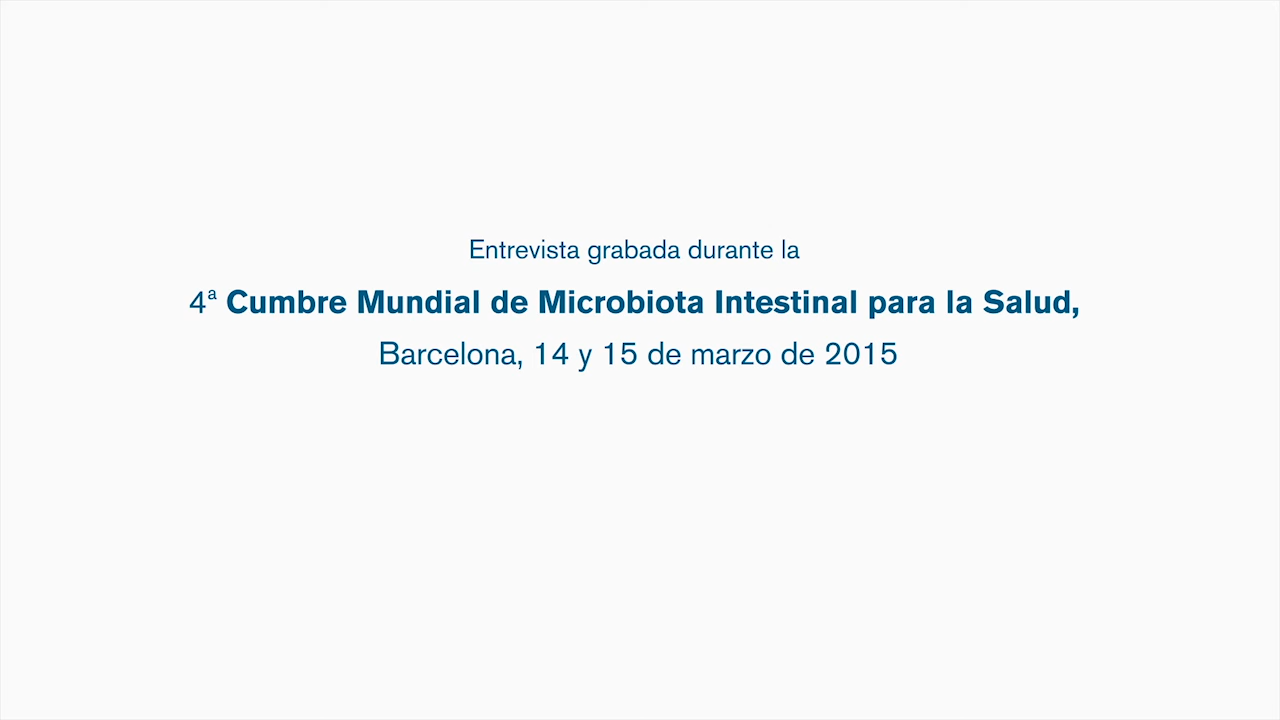 Entrevista grabada durante la
4ª Cumbre Mundial de Microbiota Intestinal para la Salud,
Barcelona, 14 y 15 de marzo de 2015